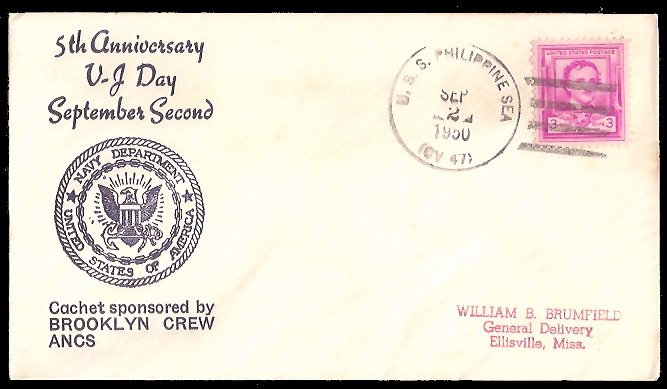 5th Anniversary
V-J Day
September Second
NAVY DEPARTMENT
UNITED STATES OF AMERICA
Cachet sponsored by
BROOKLYN CREW
ANCS
U. S. S. PHILIPPINE SEA
SEP
2
1950
(CV 47)
UNITED STATES POSTAGE
3 CENTS 3
WILLIAM B. BRUMFIELD
General Delivery
Ellisville, Miss.